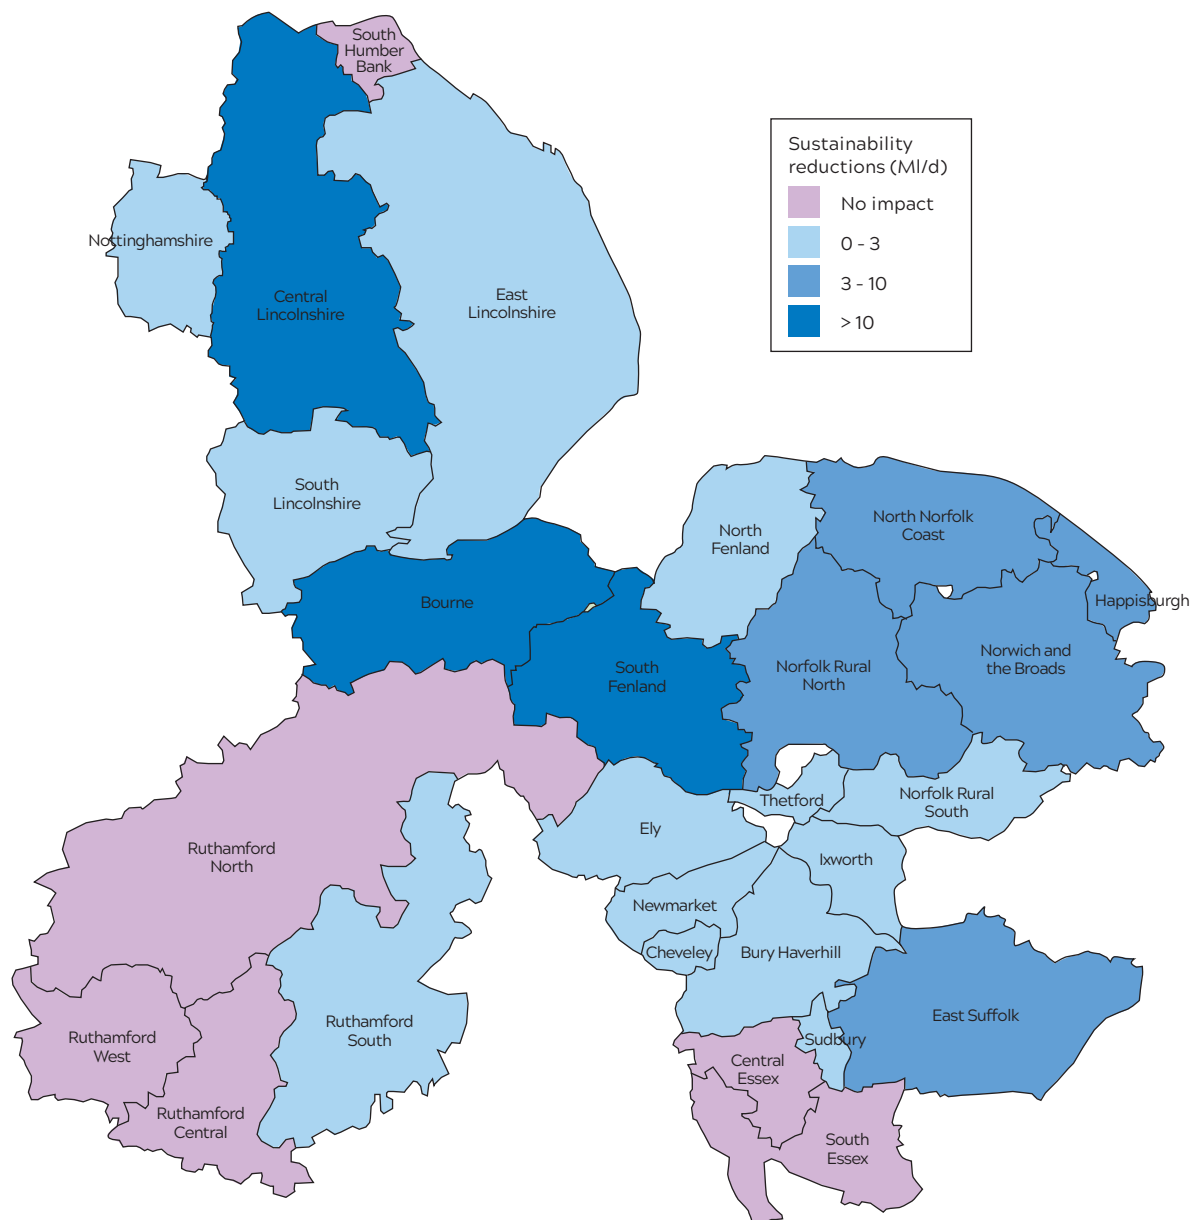 South
Humber
Bank
Sustainability
reductions (Ml/d)
No impact
0 - 3
3 - 10
> 10
Nottinghamshire
Central
Lincolnshire
East
Lincolnshire
South
Lincolnshire
North
Fenland
North Norfolk
Coast
Happisburgh
Bourne
Norwich and
the Broads
South
Fenland
Norfolk Rural
North
Thetford
Norfolk Rural
South
Ely
Ruthamford
North
Ixworth
Newmarket
Cheveley
Bury Haverhill
East Suffolk
Ruthamford
South
Ruthamford
West
Sudbury
Central
Essex
Ruthamford
Central
South
Essex